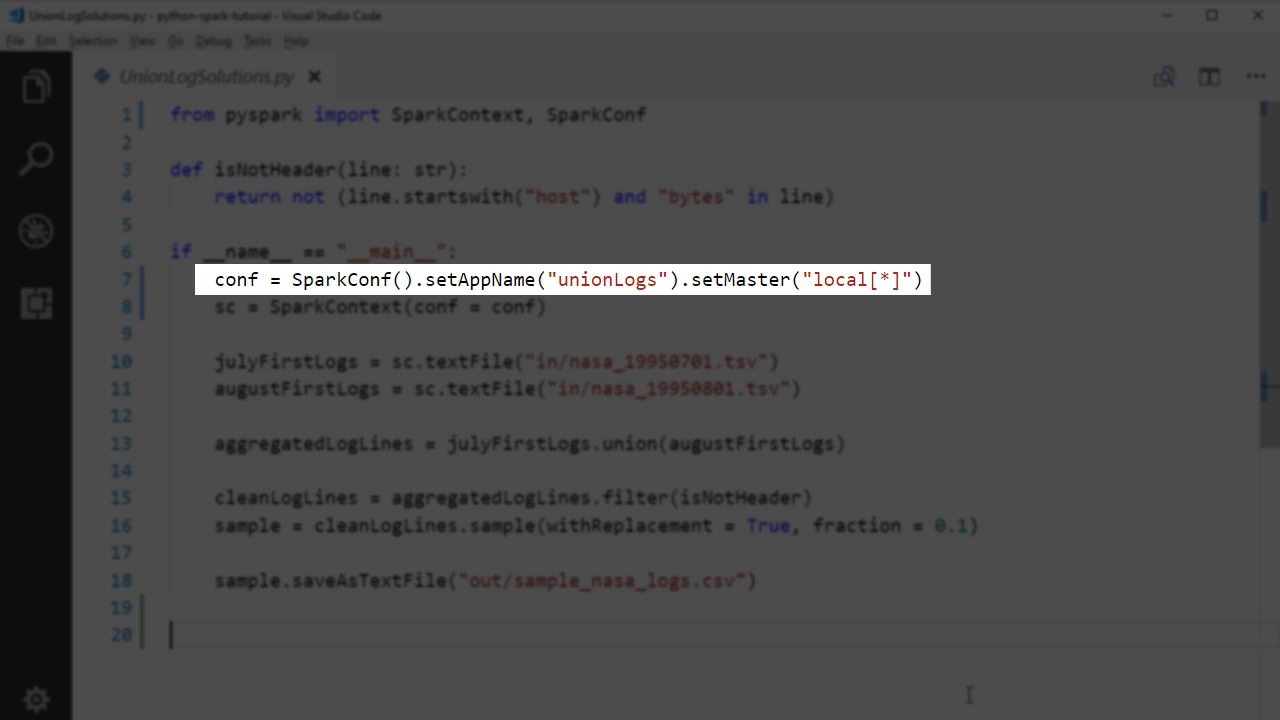 UnionLogSolutions.py - python-spark-tutorial - Visual Studio Code
File Edit Selection View Go Debug Tasks Help
UnionLogSolutions.py
1 from pyspark import SparkContext, SparkConf
2
3 def isNotHeader(line: str):
4     return not (line.startswith("host") and "bytes" in line)
5
6 if __name__ == "__main__":
7     conf = SparkConf().setAppName("unionLogs").setMaster("local[*]")
8     sc = SparkContext(conf = conf)
9
10     julyFirstLogs = sc.textFile("in/nasa_19950701.tsv")
11     augustFirstLogs = sc.textFile("in/nasa_19950801.tsv")
12
13     aggregatedLogLines = julyFirstLogs.union(augustFirstLogs)
14
15     cleanLogLines = aggregatedLogLines.filter(isNotHeader)
16     sample = cleanLogLines.sample(withReplacement = True, fraction = 0.1)
17
18     sample.saveAsTextFile("out/sample_nasa_logs.csv")
19
20